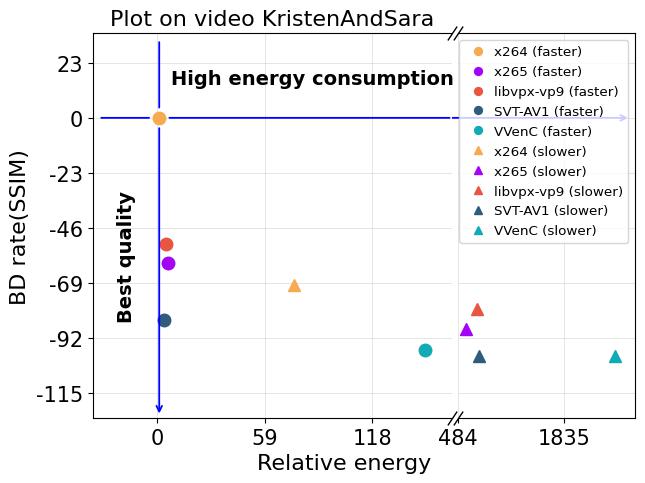 Plot on video KristenAndSara
23
0
-23
-46
-69
-92
-115
BD rate(SSIM)
High energy consumption
Best quality
x264 (faster)
x265 (faster)
libvpx-vp9 (faster)
SVT-AV1 (faster)
VVenC (faster)
x264 (slower)
x265 (slower)
libvpx-vp9 (slower)
SVT-AV1 (slower)
VVenC (slower)
0 59 118 484 1835
Relative energy